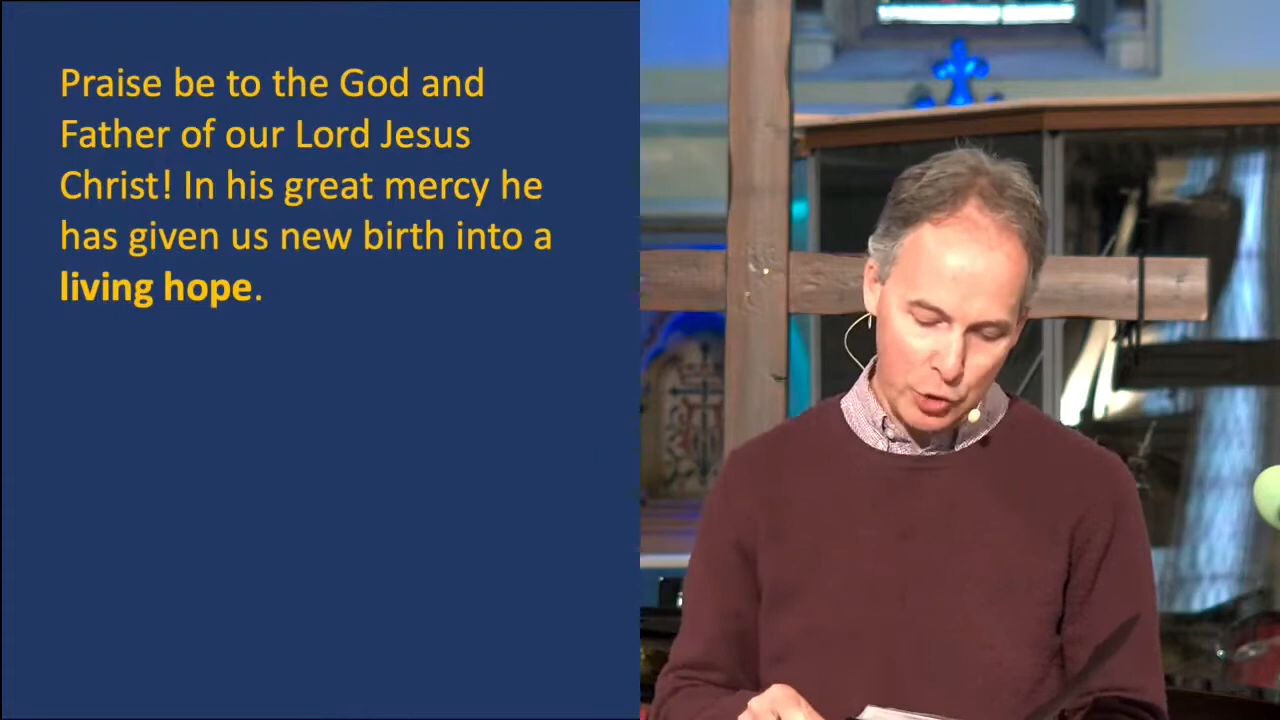 Praise be to the God and
Father of our Lord Jesus
Christ! In his great mercy he
has given us new birth into a
living hope.